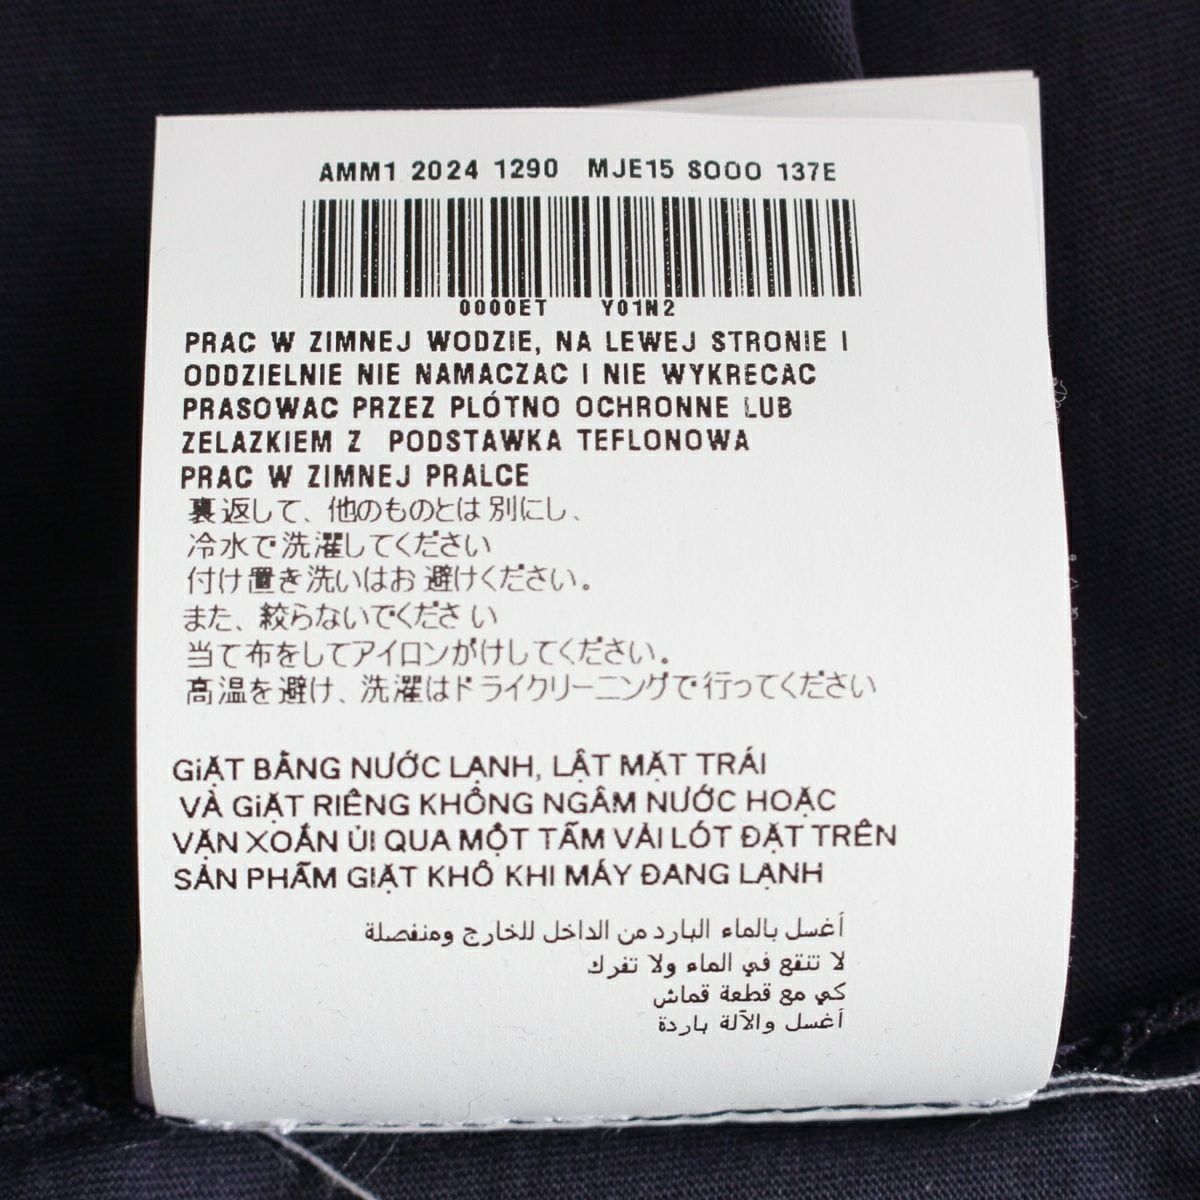 AMM1 2024 1290 MJE15 S000 137E
0000ET Y01N2
PRAC W ZIMNEJ WODZIE, NA LEWEJ STRONIE I
ODDZIELNIE NIE NAMACZAC I NIE WYKRECAC
PRASOWAC PRZEZ PLÓTNO OCHRONNE LUB
ZELAZKIEM Z PODSTAWKA TEFLONOWA
PRAC W ZIMNEJ PRALCE
裏返して、他のものとは別にし、
冷水で洗濯してください
付け置き洗いはお避けください。
また、絞らないでください
当て布をしてアイロンがけしてください。
高温を避け、洗濯はドライクリーニングで行ってください
GIẶT BẰNG NƯỚC LẠNH, LẬT MẶT TRÁI
VÀ GIẶT RIÊNG KHÔNG NGÂM NƯỚC HOẶC
VẶN XOẮN ỦI QUA MỘT TẤM VẢI LÓT ĐẶT TRÊN
SẢN PHẨM GIẶT KHÔ KHI MÁY ĐANG LẠNH
أغسل بالماء البارد من الداخل للخارج ومنفصلة
لا تنقع في الماء ولا تفرك
كي مع قطعة قماش
أغسل والآلة باردة